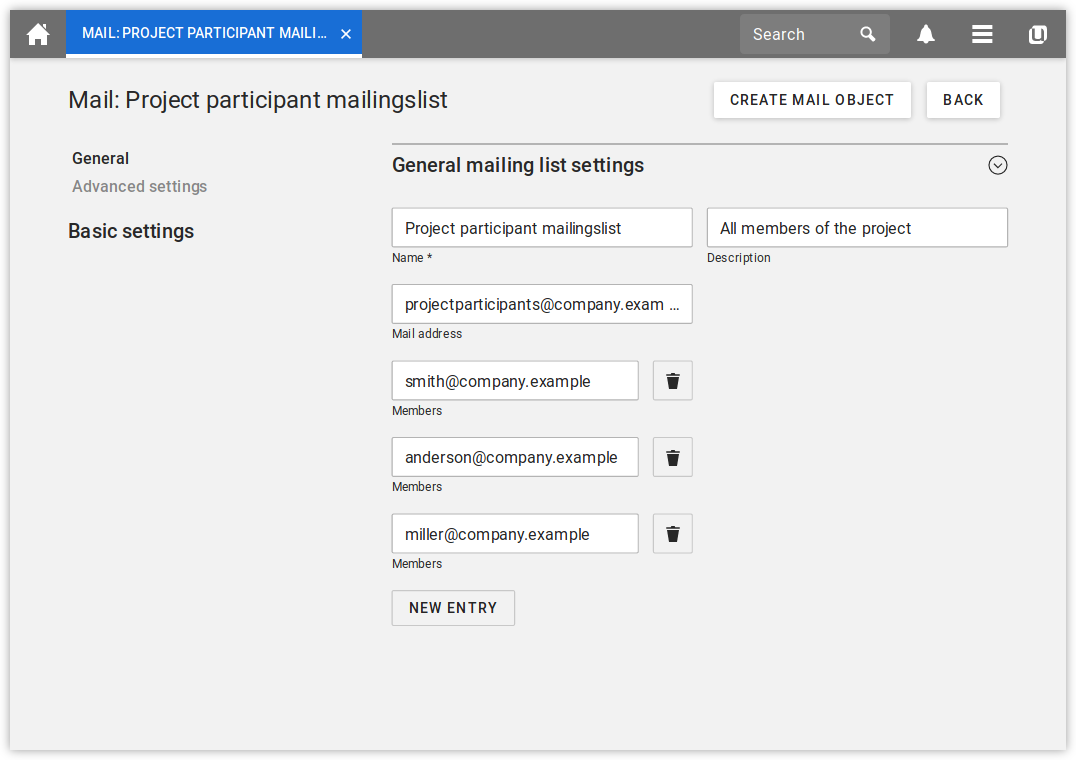 MAIL: PROJECT PARTICIPANT MAILI...
Search
Mail: Project participant mailingslist
CREATE MAIL OBJECT
BACK
General
Advanced settings
Basic settings
General mailing list settings
Project participant mailingslist
Name *
All members of the project
Description
projectparticipants@company.exam ...
Mail address
smith@company.example
Members
anderson@company.example
Members
miller@company.example
Members
NEW ENTRY